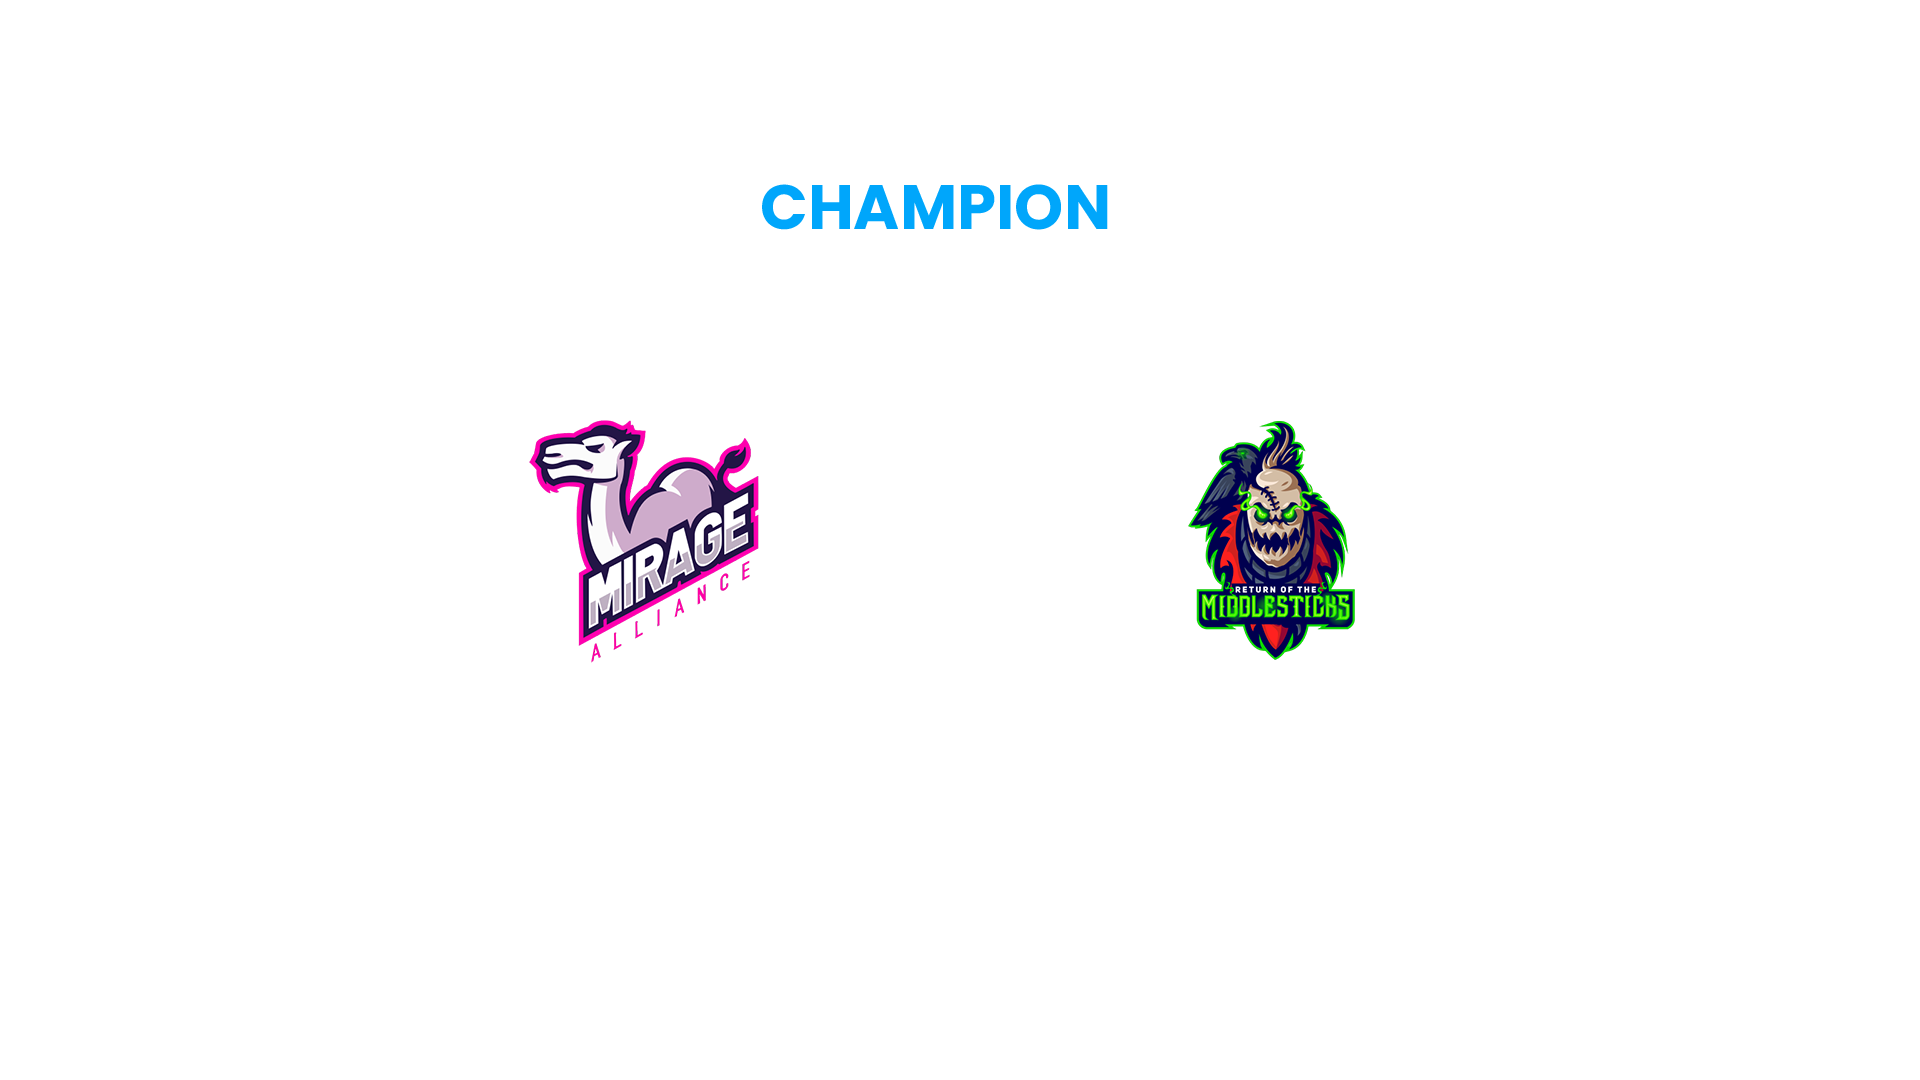 CHAMPION
MIRAGE
ALLIANCE
RETURN OF THE
MIDDLESTICKS